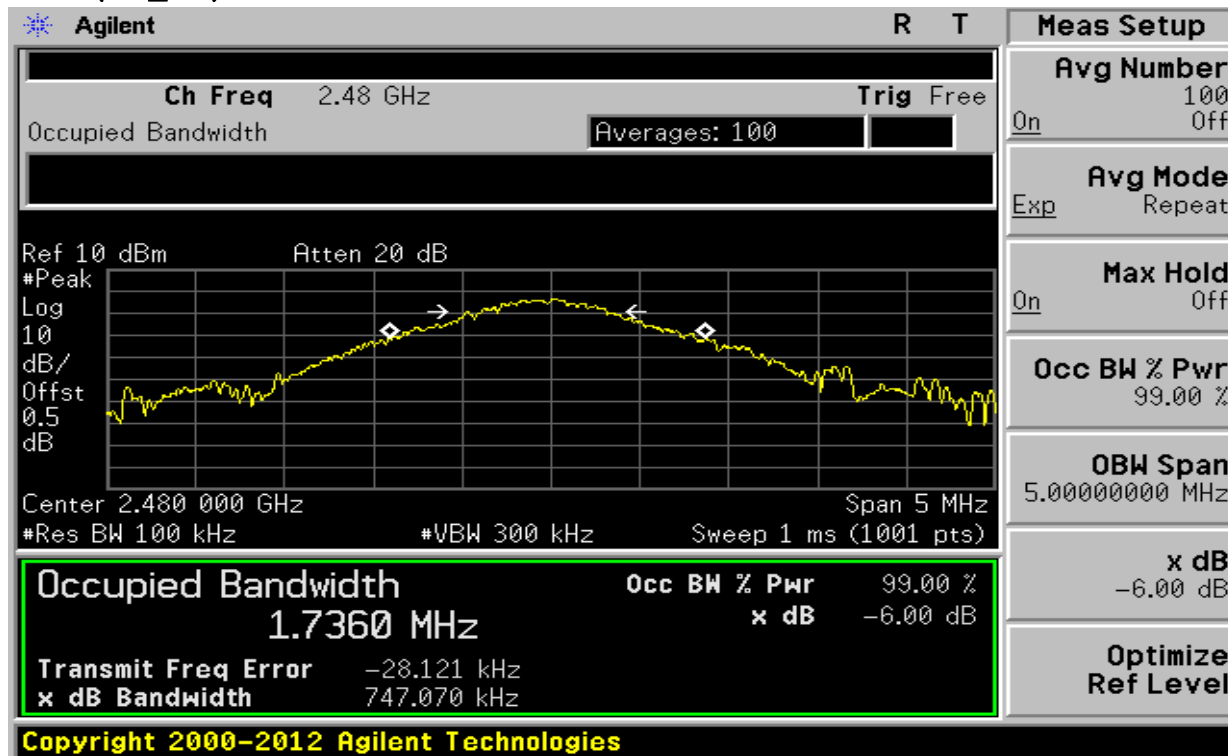 Agilent R T
Ch Freq 2.48 GHz Trig Free
Occupied Bandwidth Averages: 100
Ref 10 dBm Atten 20 dB
#Peak
Log
10
dB/
Offst
0.5
dB
Center 2.480 000 GHz Span 5 MHz
#Res BW 100 kHz #VBW 300 kHz Sweep 1 ms (1001 pts)
Occupied Bandwidth Occ BW % Pwr 99.00 %
1.7360 MHz x dB -6.00 dB
Transmit Freq Error -28.121 kHz
x dB Bandwidth 747.070 kHz
Copyright 2000-2012 Agilent Technologies
Meas Setup
Avg Number
100
On Off
Avg Mode
Exp Repeat
Max Hold
On Off
Occ BW % Pwr
99.00 %
OBW Span
5.00000000 MHz
x dB
-6.00 dB
Optimize
Ref Level